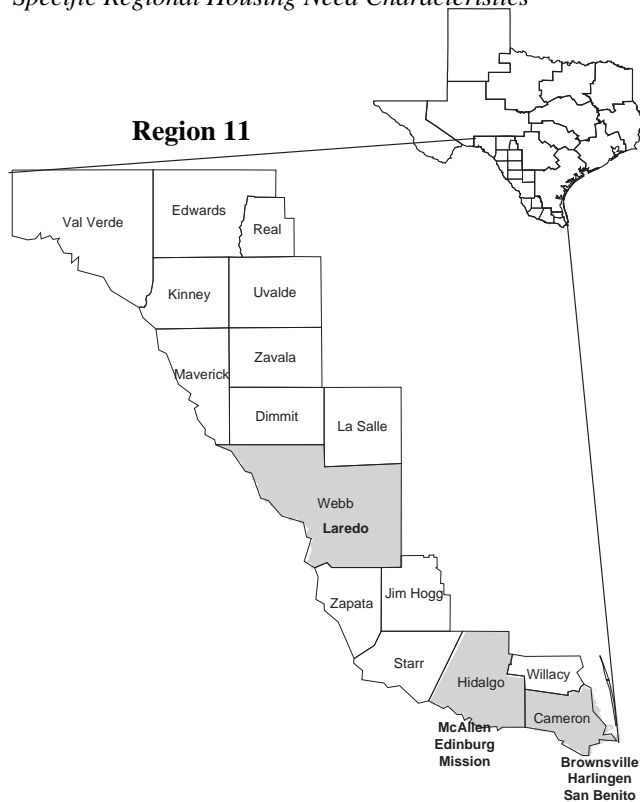 Specific Regional Housing Need Characteristics
Region 11
Val Verde
Edwards
Real
Kinney
Uvalde
Maverick
Zavala
Dimmit
La Salle
Webb
Laredo
Zapata
Jim Hogg
Starr
Hidalgo
Willacy
Cameron
McAllen
Edinburg
Mission
Brownsville
Harlingen
San Benito